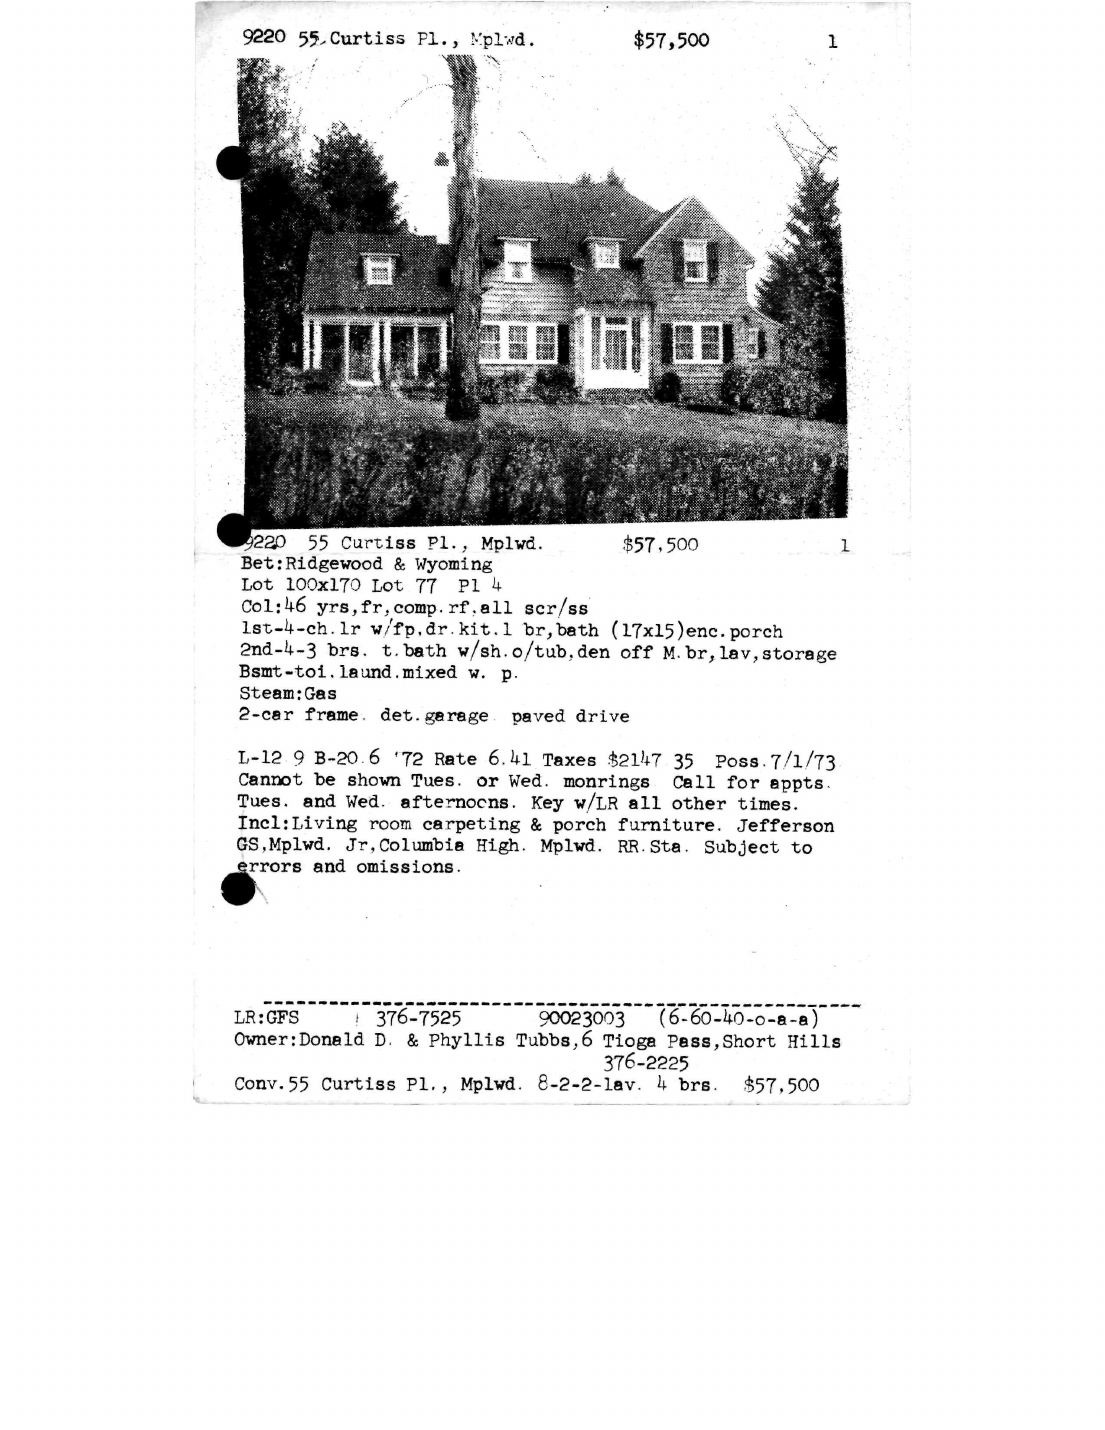 9220 55 Curtiss Pl., Mplwd. $57,500 1
9220 55 Curtiss Pl., Mplwd. $57,500 1
Bet:Ridgewood & Wyoming
Lot 100x170 Lot 77 Pl 4
Col:46 yrs,fr,comp.rf,all scr/ss
1st-4-ch.lr w/fp.dr.kit.1 br,bath (17x15)enc.porch
2nd-4-3 brs. t.bath w/sh.o/tub,den off M.br,lav,storage
Bsmt-toi.laund.mixed w. p.
Steam:Gas
2-car frame. det.garage paved drive
L-12 9 B-20.6 '72 Rate 6.41 Taxes $2147 35 Poss.7/1/73
Cannot be shown Tues. or Wed. monrings Call for appts.
Tues. and Wed. afternoons. Key w/LR all other times.
Incl:Living room carpeting & porch furniture. Jefferson
GS,Mplwd. Jr,Columbia High. Mplwd. RR.Sta. Subject to
errors and omissions.
LR:GFS 376-7525 90023003 (6-60-40-o-a-a)
Owner:Donald D. & Phyllis Tubbs,6 Tioga Pass,Short Hills
376-2225
Conv.55 Curtiss Pl., Mplwd. 8-2-2-lav. 4 brs. $57,500